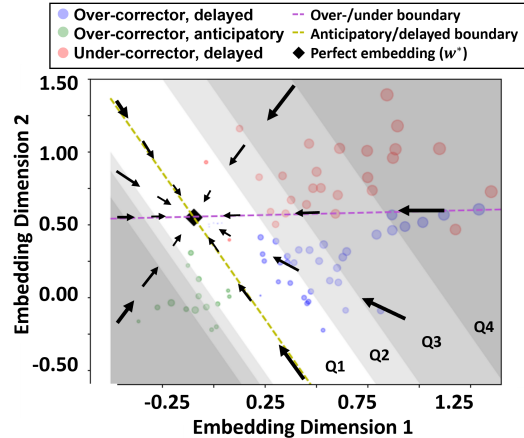 Over-corrector, delayed
Over-corrector, anticipatory
Under-corrector, delayed
Over-/under boundary
Anticipatory/delayed boundary
Perfect embedding (w*)
1.50
1.00
0.50
0.00
-0.50
Embedding Dimension 2
Q1
Q2
Q3
Q4
-0.25
0.25
0.75
1.25
Embedding Dimension 1